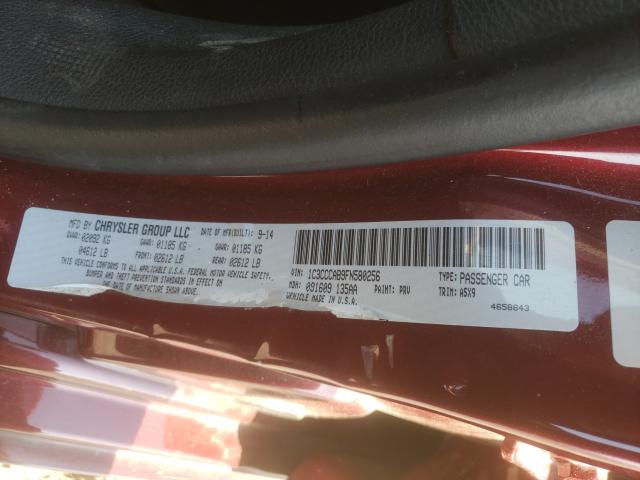 MFD BY CHRYSLER GROUP LLC DATE OF MFR(BUILT): 9-14
GVWR: 02092 KG GAWR: 01185 KG GAWR: 01185 KG
04612 LB FRONT: 02612 LB REAR: 02612 LB
THIS VEHICLE CONFORMS TO ALL APPLICABLE U.S.A. FEDERAL MOTOR VEHICLE SAFETY,
BUMPER, AND THEFT PREVENTION STANDARDS IN EFFECT ON
THE DATE OF MANUFACTURE SHOWN ABOVE.
VIN: 1C3CCCAB9FN580256 TYPE: PASSENGER CAR
MDH: 091609 135AA PAINT: PRV TRIM: A5X9
VEHICLE MADE IN U.S.A. 4658643